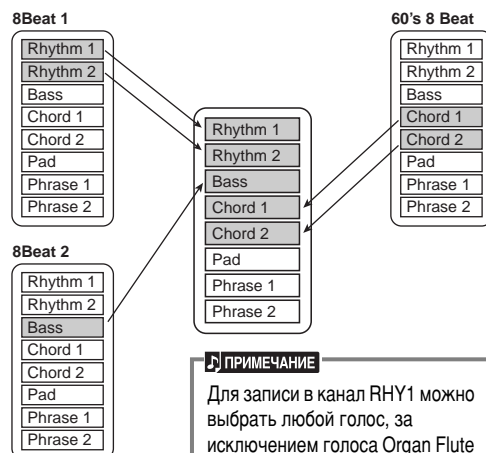 8Beat 1
Rhythm 1
Rhythm 2
Bass
Chord 1
Chord 2
Pad
Phrase 1
Phrase 2
8Beat 2
Rhythm 1
Rhythm 2
Bass
Chord 1
Chord 2
Pad
Phrase 1
Phrase 2
Rhythm 1
Rhythm 2
Bass
Chord 1
Chord 2
Pad
Phrase 1
Phrase 2
60's 8 Beat
Rhythm 1
Rhythm 2
Bass
Chord 1
Chord 2
Pad
Phrase 1
Phrase 2
ПРИМЕЧАНИЕ
Для записи в канал RHY1 можно
выбрать любой голос, за
исключением голоса Organ Flute